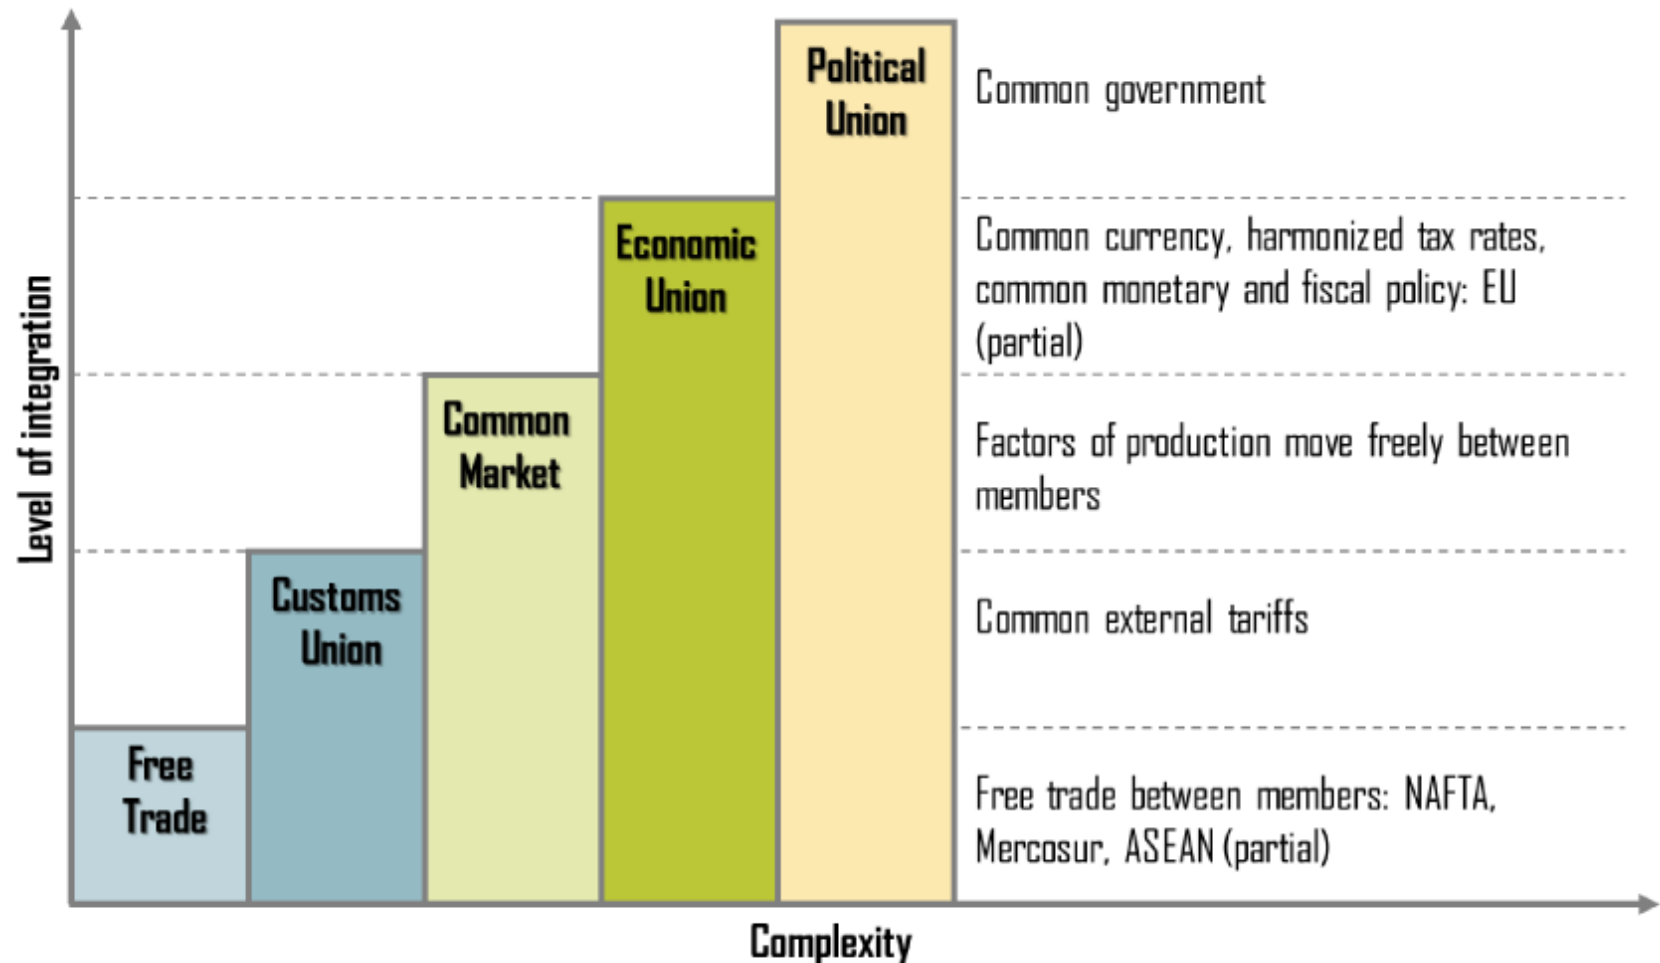 Political
Union
Common government
Economic
Union
Common currency, harmonized tax rates,
common monetary and fiscal policy: EU
(partial)
Common
Market
Factors of production move freely between
members
Customs
Union
Common external tariffs
Free
Trade
Free trade between members: NAFTA,
Mercosur, ASEAN (partial)
Level of integration
Complexity